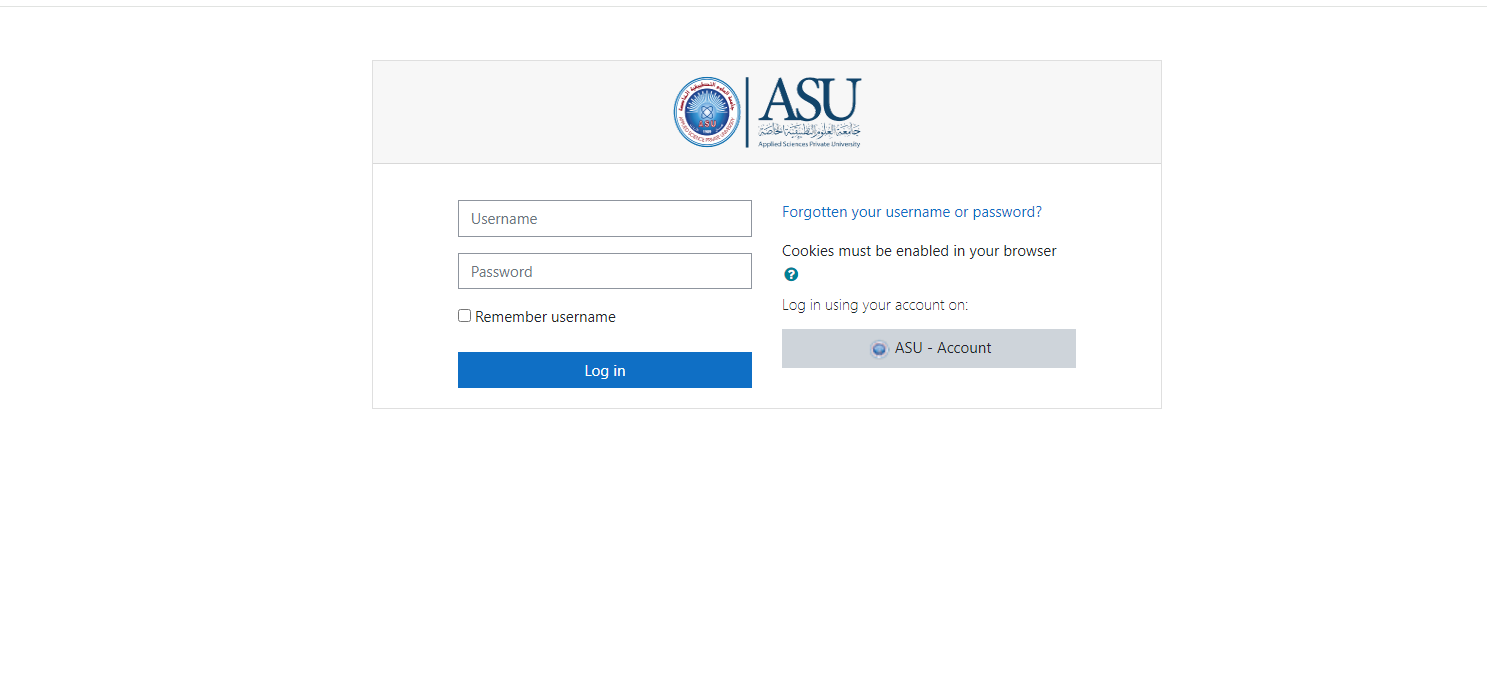 ASU
جامعة العلوم التطبيقية الخاصة
Applied Sciences Private University
Username
Password
Remember username
Log in
Forgotten your username or password?
Cookies must be enabled in your browser
Log in using your account on:
ASU - Account